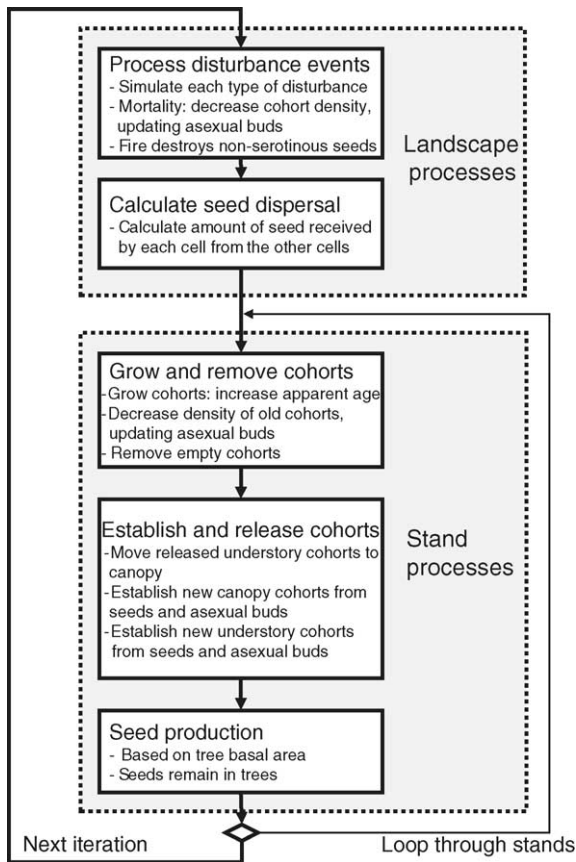 Process disturbance events
- Simulate each type of disturbance
- Mortality: decrease cohort density,
updating asexual buds
- Fire destroys non-serotinous seeds
Landscape
processes
Calculate seed dispersal
- Calculate amount of seed received
by each cell from the other cells
Grow and remove cohorts
-Grow cohorts: increase apparent age
-Decrease density of old cohorts,
updating asexual buds
- Remove empty cohorts
Establish and release cohorts
-Move released understory cohorts to
canopy
-Establish new canopy cohorts from
seeds and asexual buds
-Establish new understory cohorts
from seeds and asexual buds
Stand
processes
Seed production
- Based on tree basal area
- Seeds remain in trees
Next iteration
Loop through stands